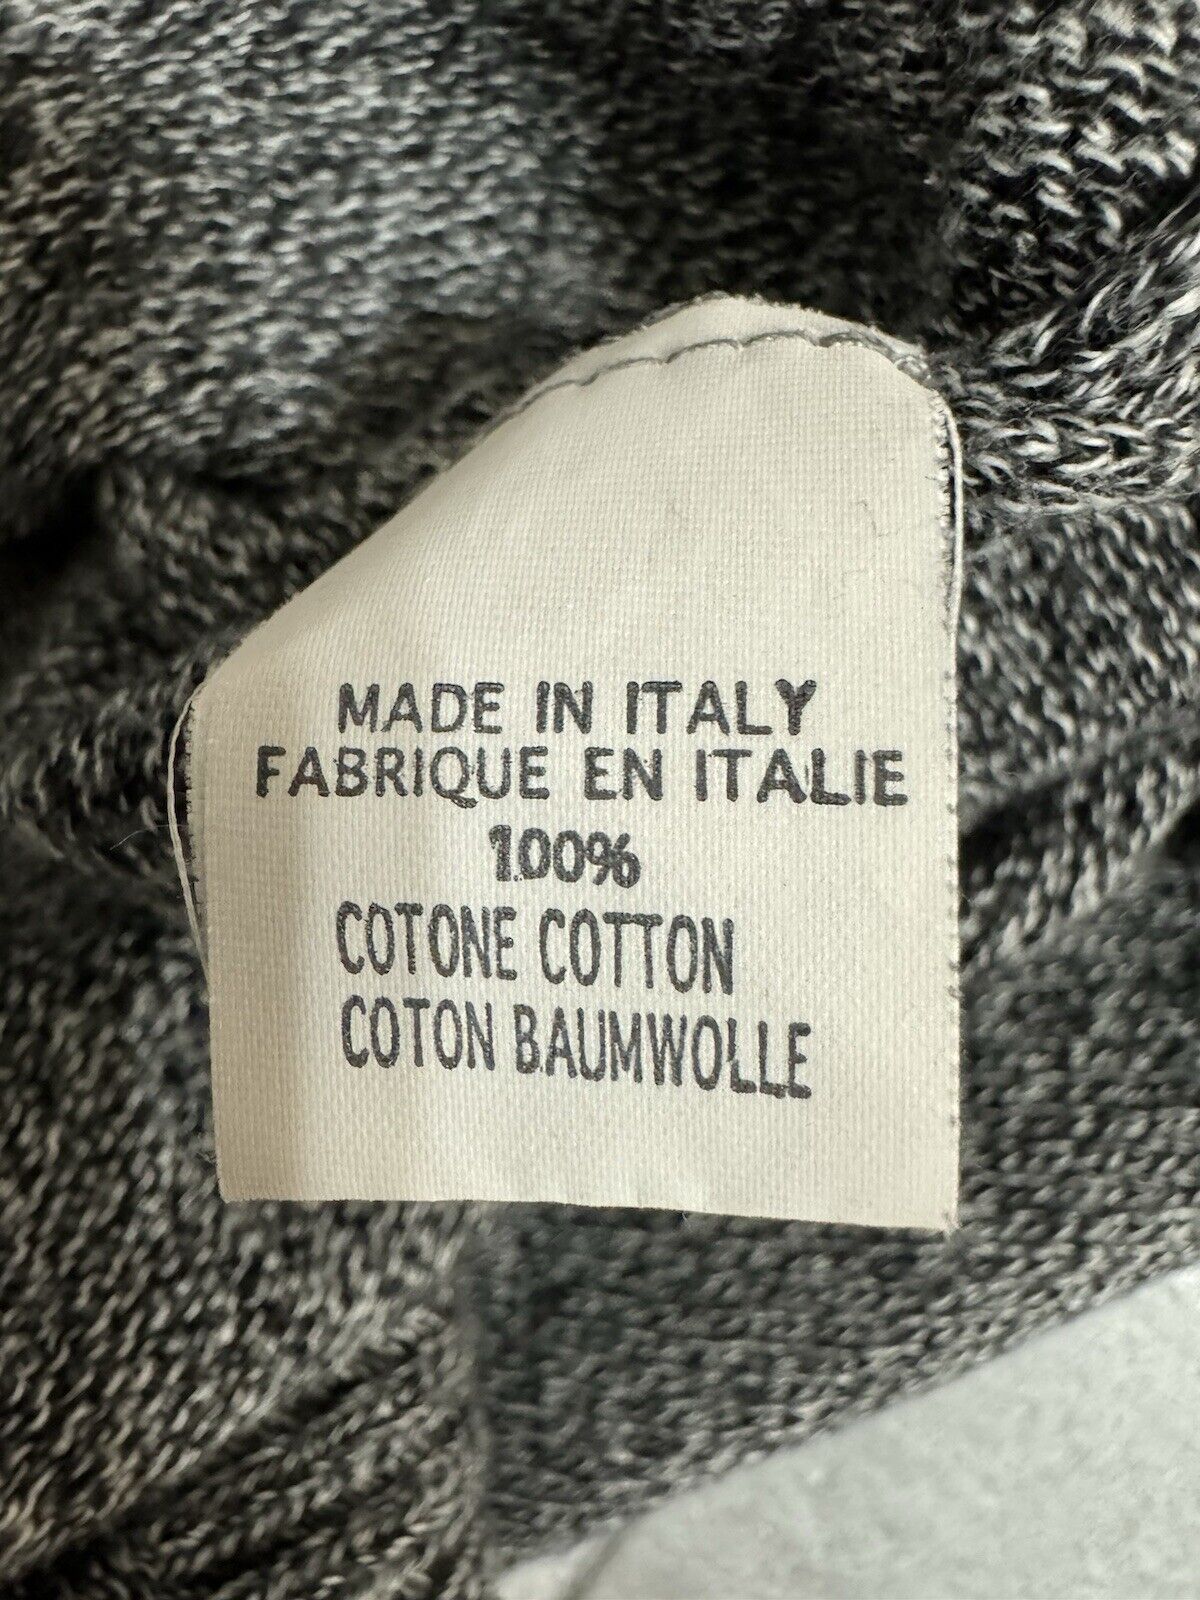 MADE IN ITALY
FABRIQUE EN ITALIE
100%
COTONE COTTON
COTON BAUMWOLLE